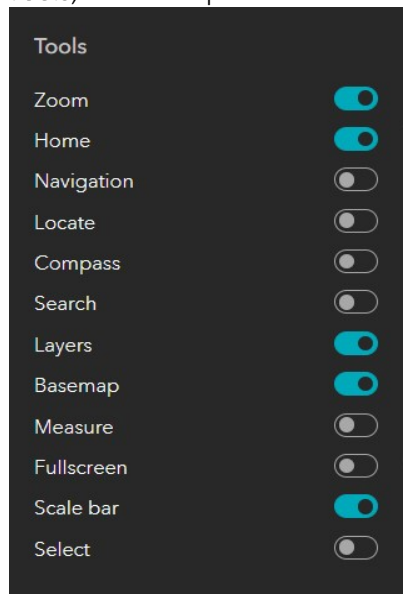 Tools
Zoom
Home
Navigation
Locate
Compass
Search
Layers
Basemap
Measure
Fullscreen
Scale bar
Select